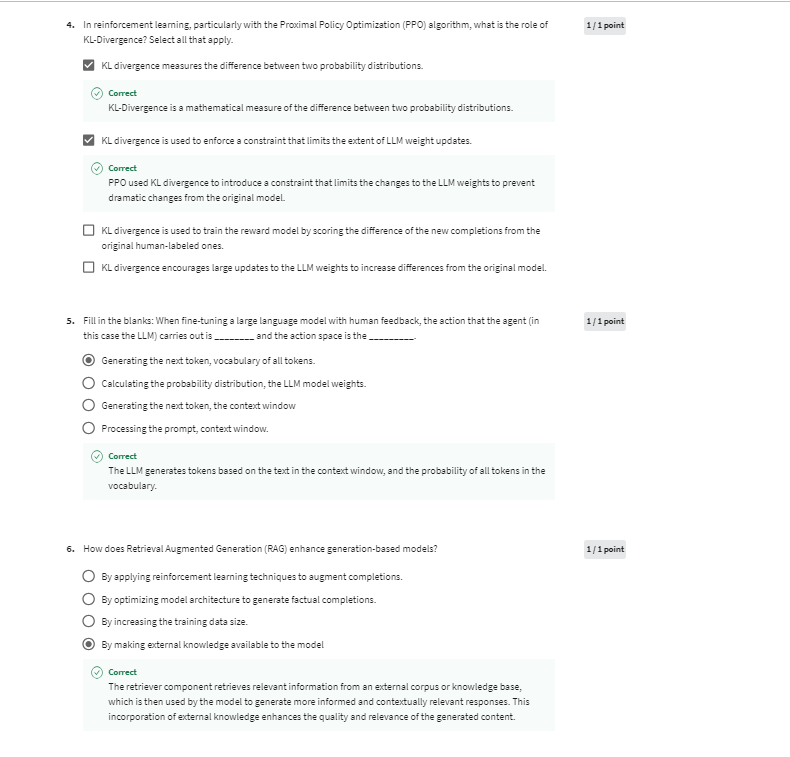 4. In reinforcement learning, particularly with the Proximal Policy Optimization (PPO) algorithm, what is the role of
KL-Divergence? Select all that apply.
1 / 1 point
KL divergence measures the difference between two probability distributions.
Correct
KL-Divergence is a mathematical measure of the difference between two probability distributions.
KL divergence is used to enforce a constraint that limits the extent of LLM weight updates.
Correct
PPO used KL divergence to introduce a constraint that limits the changes to the LLM weights to prevent
dramatic changes from the original model.
KL divergence is used to train the reward model by scoring the difference of the new completions from the
original human-labeled ones.
KL divergence encourages large updates to the LLM weights to increase differences from the original model.
5. Fill in the blanks: When fine-tuning a large language model with human feedback, the action that the agent (in
this case the LLM) carries out is ________ and the action space is the _________.
1 / 1 point
Generating the next token, vocabulary of all tokens.
Calculating the probability distribution, the LLM model weights.
Generating the next token, the context window
Processing the prompt, context window.
Correct
The LLM generates tokens based on the text in the context window, and the probability of all tokens in the
vocabulary.
6. How does Retrieval Augmented Generation (RAG) enhance generation-based models?
1 / 1 point
By applying reinforcement learning techniques to augment completions.
By optimizing model architecture to generate factual completions.
By increasing the training data size.
By making external knowledge available to the model
Correct
The retriever component retrieves relevant information from an external corpus or knowledge base,
which is then used by the model to generate more informed and contextually relevant responses. This
incorporation of external knowledge enhances the quality and relevance of the generated content.